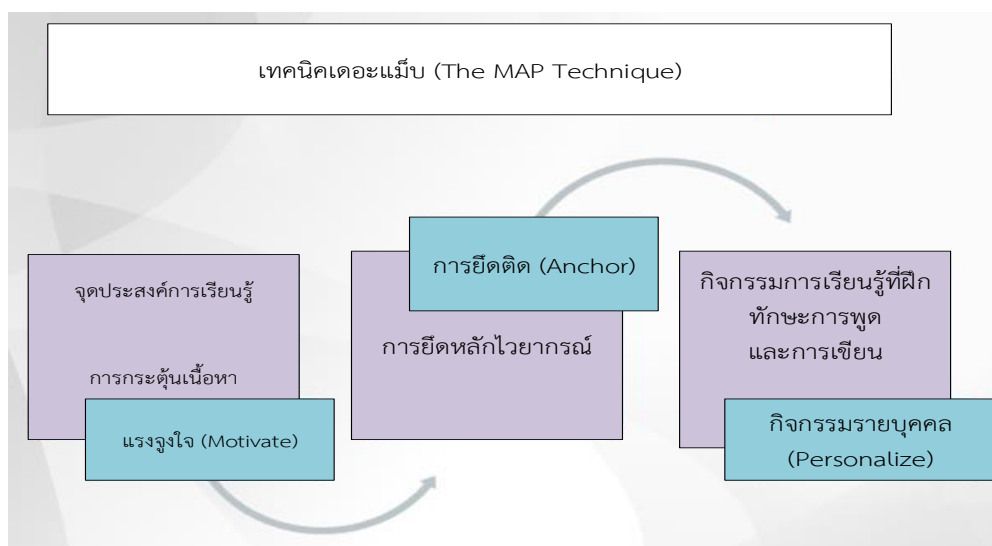 เทคนิคเดอะแม็บ (The MAP Technique)
จุดประสงค์การเรียนรู้
การกระตุ้นเนื้อหา
แรงจูงใจ (Motivate)
การยึดติด (Anchor)
การยึดหลักไวยากรณ์
กิจกรรมการเรียนรู้ที่ฝึก
ทักษะการพูด
และการเขียน
กิจกรรมรายบุคคล
(Personalize)